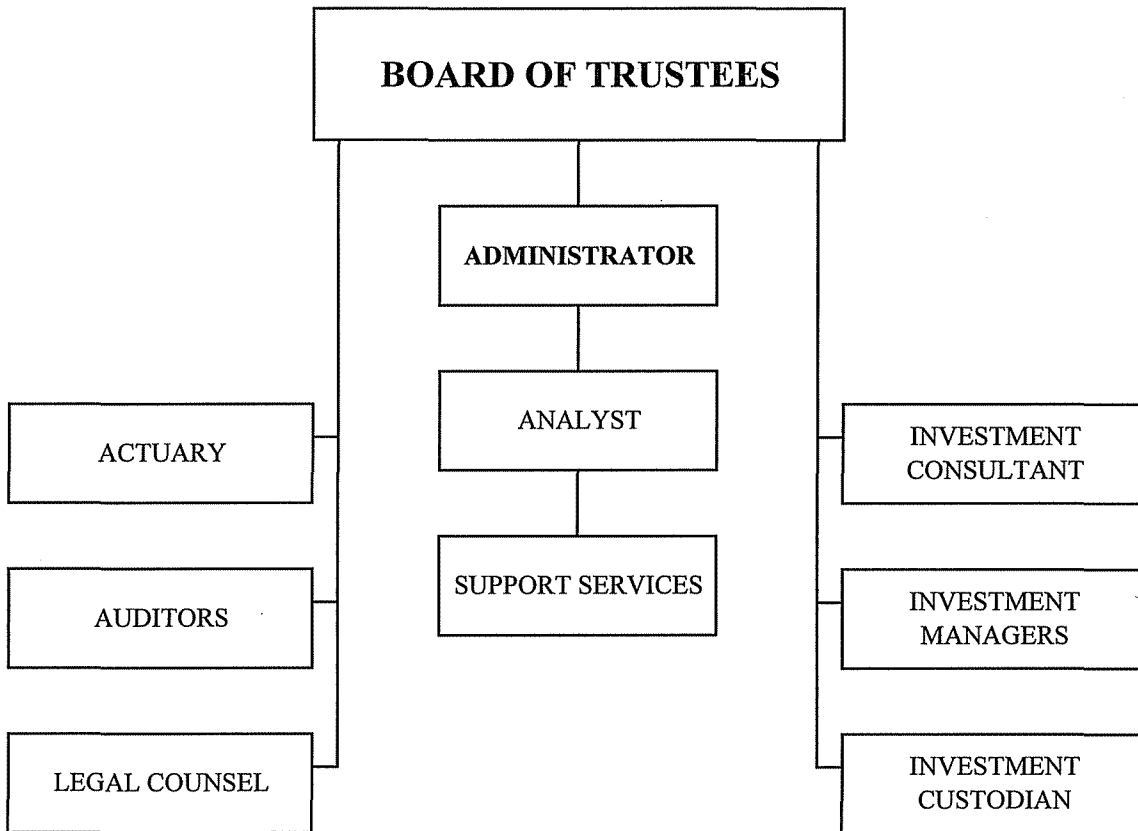 BOARD OF TRUSTEES
ADMINISTRATOR
ANALYST
SUPPORT SERVICES
ACTUARY
AUDITORS
LEGAL COUNSEL
INVESTMENT
CONSULTANT
INVESTMENT
MANAGERS
INVESTMENT
CUSTODIAN